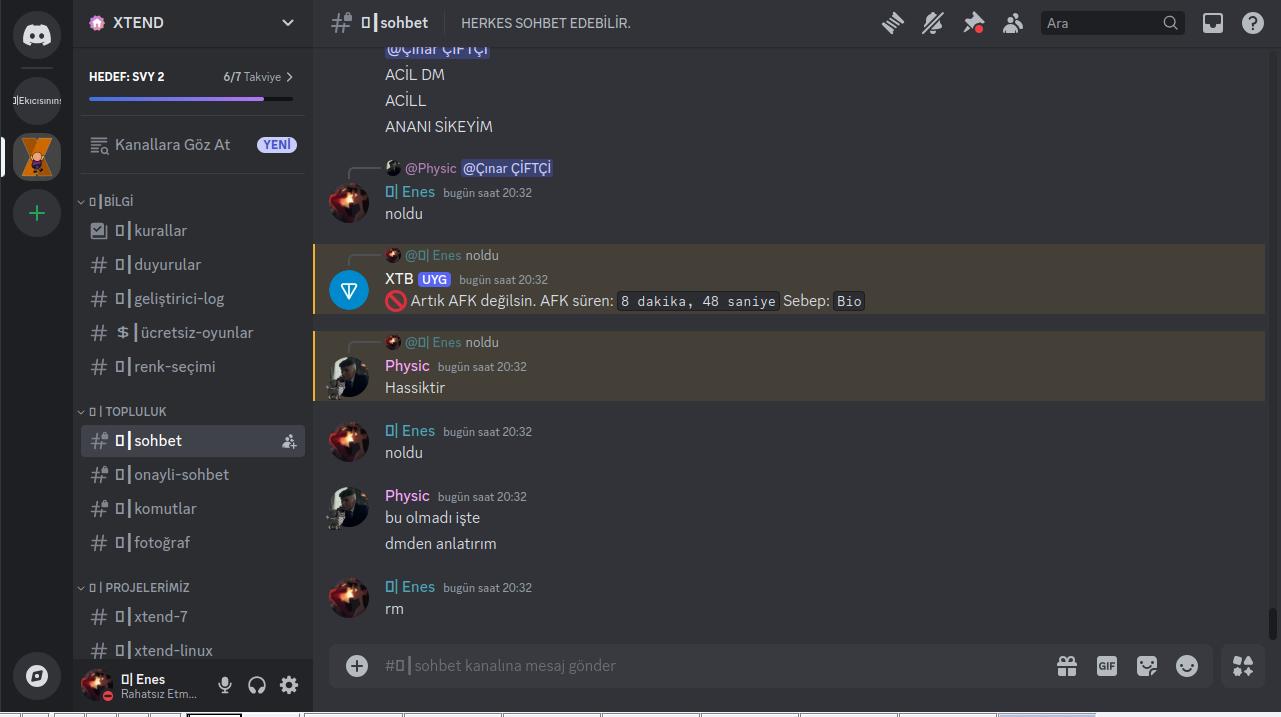 XTEND
HEDEF: SVY 2
6/7 Takviye
Kanallara Göz At
YENİ
|BİLGİ
|kurallar
|duyurular
|geliştirici-log
$|ücretsiz-oyunlar
|renk-seçimi
| TOPLULUK
|sohbet
|onayli-sohbet
|komutlar
|fotoğraf
| PROJELERİMİZ
|xtend-7
|xtend-linux
| Enes
Rahatsız Etm...
|Ekıcısının
|sohbet
HERKES SOHBET EDEBİLİR.
Ara
@Çınar ÇİFTÇİ
ACİL DM
ACİLL
ANANI SİKEYİM
@Physic @Çınar ÇİFTÇİ
| Enes bugün saat 20:32
noldu
@| Enes noldu
XTB UYG bugün saat 20:32
Artık AFK değilsin. AFK süren: 8 dakika, 48 saniye Sebep: Bio
@| Enes noldu
Physic bugün saat 20:32
Hassiktir
| Enes bugün saat 20:32
noldu
Physic bugün saat 20:32
bu olmadı işte
dmden anlatırım
| Enes bugün saat 20:32
rm
#|sohbet kanalına mesaj gönder
GIF